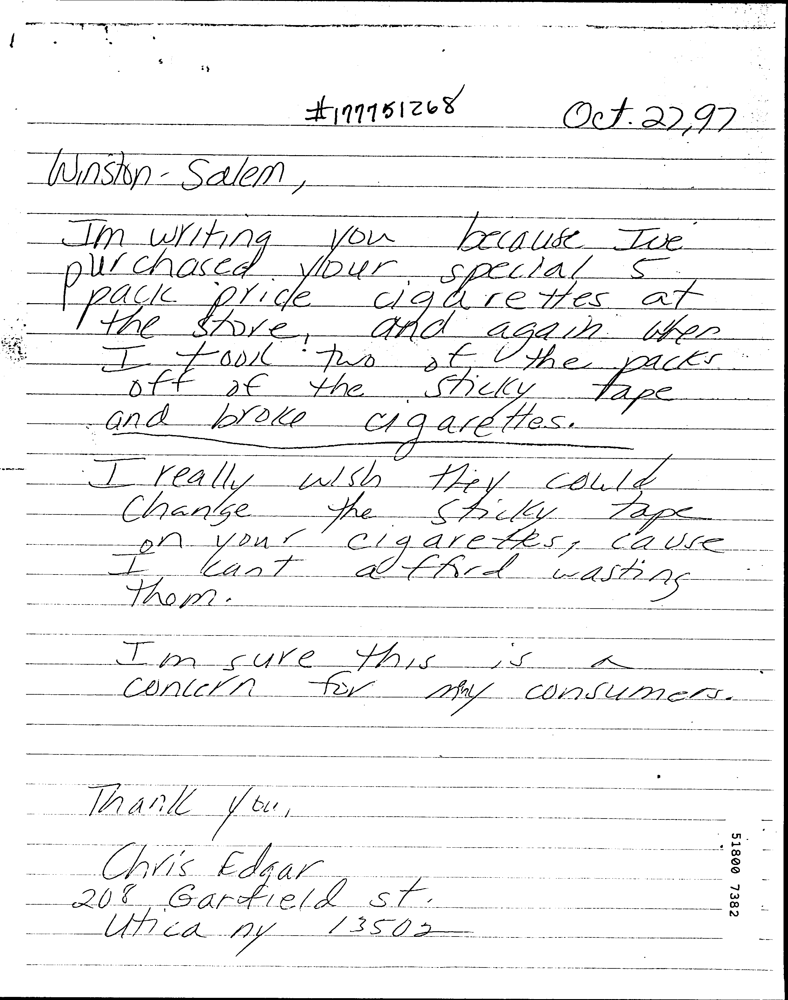 #177751268 Oct. 27, 97
Winston-Salem,
Im writing you because Ive
purchased your special 5
pack pride cigarettes at
the store, and again when
I took two of the packs
off of the sticky tape
and broke cigarettes.
I really wish they could
Change the sticky tape
on your cigarettes, cause
I cant afford wasting
them.
Im sure this is a
concern for many consumers.
Thank you,
Chris Edgar
208 Garfield st.
Utica ny 13502
51800 7382